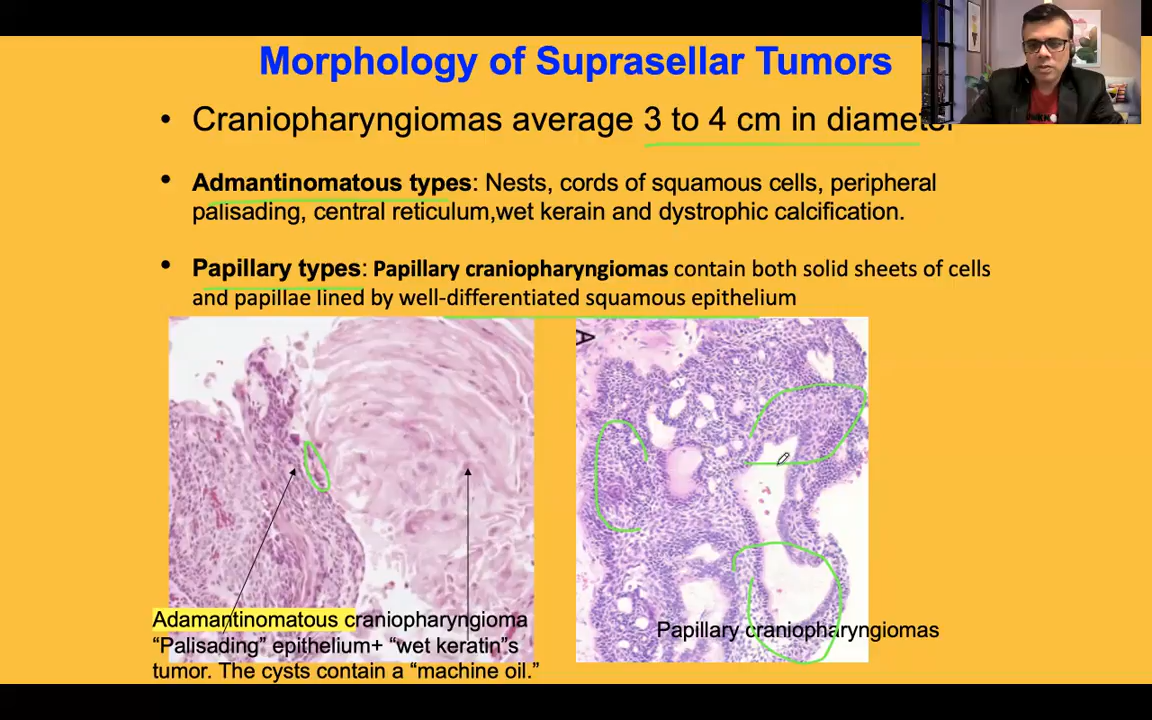 Morphology of Suprasellar Tumors
• Craniopharyngiomas average 3 to 4 cm in diameter
• Admantinomatous types: Nests, cords of squamous cells, peripheral
palisading, central reticulum,wet kerain and dystrophic calcification.
• Papillary types: Papillary craniopharyngiomas contain both solid sheets of cells
and papillae lined by well-differentiated squamous epithelium
A
Adamantinomatous craniopharyngioma
“Palisading” epithelium+ “wet keratin”s
tumor. The cysts contain a “machine oil.”
Papillary craniopharyngiomas